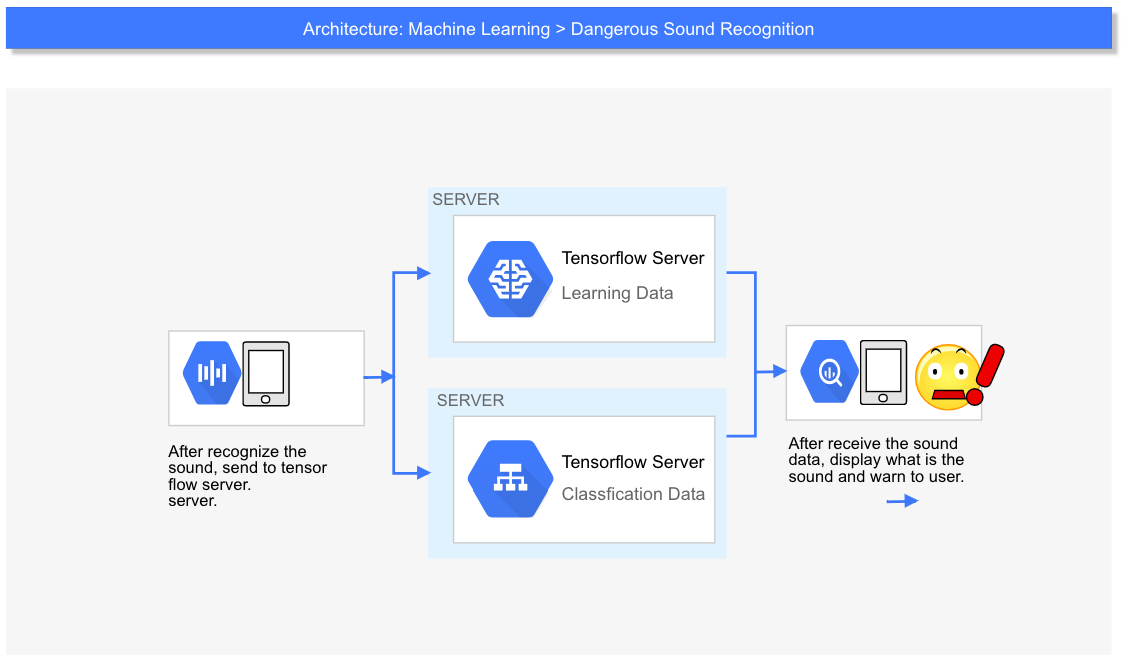 Architecture: Machine Learning > Dangerous Sound Recognition
SERVER
Tensorflow Server
Learning Data
SERVER
Tensorflow Server
Classfication Data
After recognize the
sound, send to tensor
flow server.
server.
After receive the sound
data, display what is the
sound and warn to user.